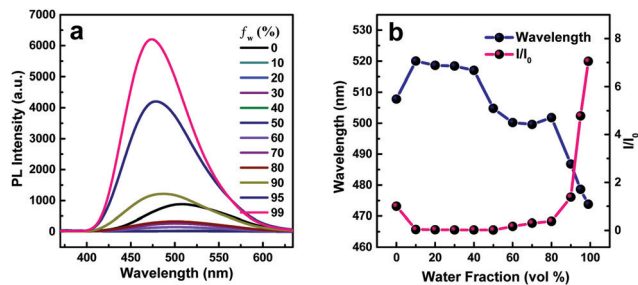 a
PL Intensity (a.u.)
7000
6000
5000
4000
3000
2000
1000
0
400 450 500 550 600
Wavelength (nm)
f_w (%)
0
10
20
30
40
50
60
70
80
90
95
99
b
Wavelength (nm)
530
520
510
500
490
480
470
460
Wavelength
I/I₀
8
6
4
2
0
I/I₀
0 20 40 60 80 100
Water Fraction (vol %)